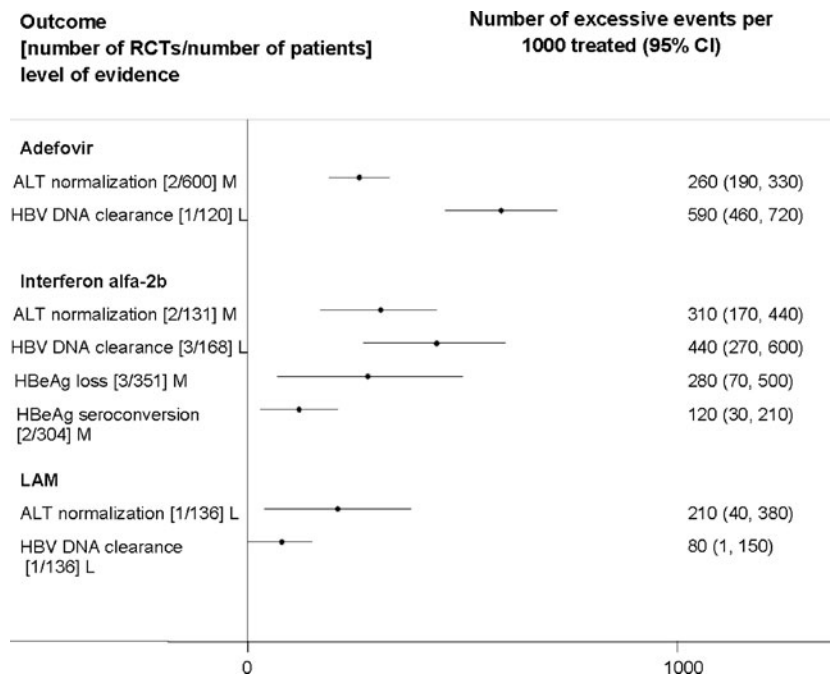 Outcome
[number of RCTs/number of patients]
level of evidence
Number of excessive events per
1000 treated (95% CI)
Adefovir
ALT normalization [2/600] M 260 (190, 330)
HBV DNA clearance [1/120] L 590 (460, 720)
Interferon alfa-2b
ALT normalization [2/131] M 310 (170, 440)
HBV DNA clearance [3/168] L 440 (270, 600)
HBeAg loss [3/351] M 280 (70, 500)
HBeAg seroconversion 120 (30, 210)
[2/304] M
LAM
ALT normalization [1/136] L 210 (40, 380)
HBV DNA clearance 80 (1, 150)
[1/136] L
0 1000